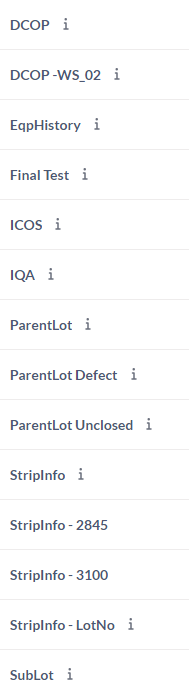 DCOP
DCOP -WS_02
EqpHistory
Final Test
ICOS
IQA
ParentLot
ParentLot Defect
ParentLot Unclosed
StripInfo
StripInfo - 2845
StripInfo - 3100
StripInfo - LotNo
SubLot